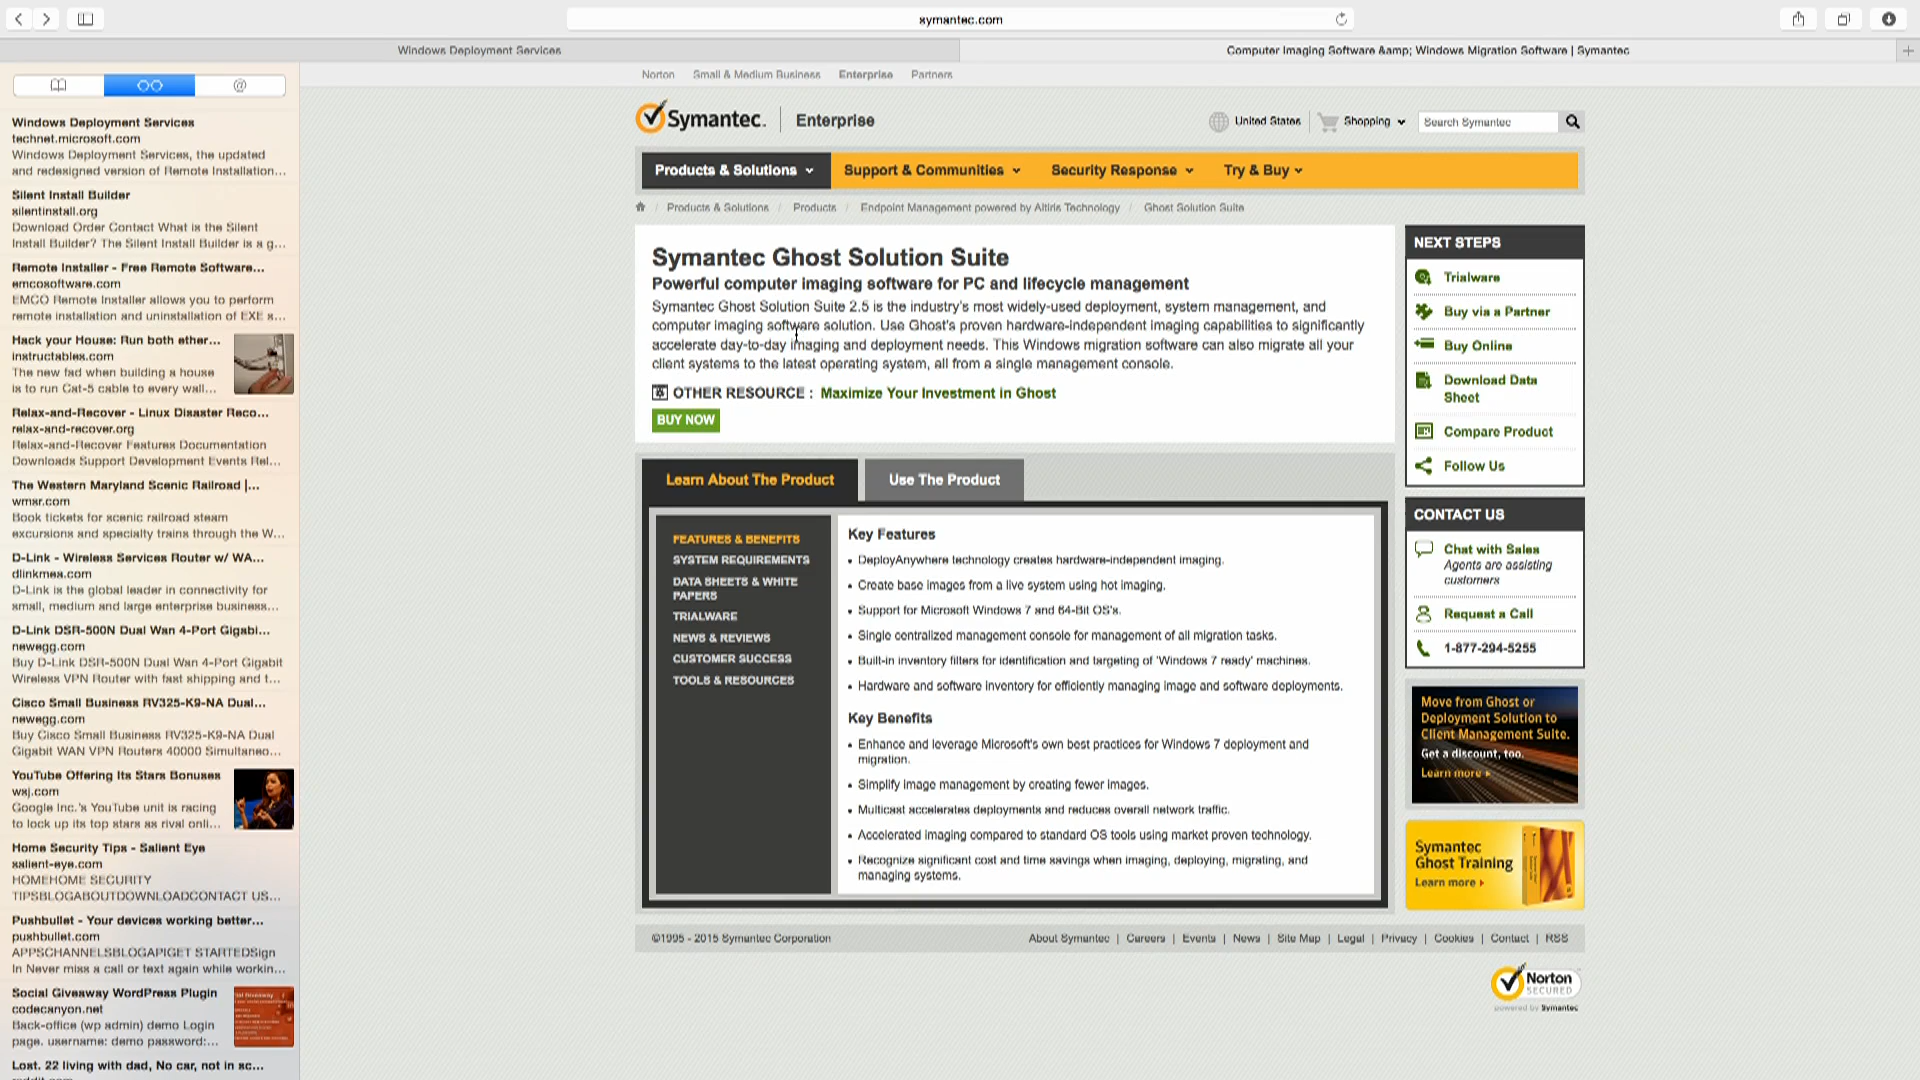 symantec.com
Windows Deployment Services
Computer Imaging Software &amp; Windows Migration Software | Symantec
Windows Deployment Services
technet.microsoft.com
Windows Deployment Services, the updated
and redesigned version of Remote Installation...
Silent Install Builder
silentinstall.org
Download Order Contact What is the Silent
Install Builder? The Silent Install Builder is a g...
Remote Installer - Free Remote Software...
emcosoftware.com
EMCO Remote Installer allows you to perform
remote installation and uninstallation of EXE s...
Hack your House: Run both ether...
instructables.com
The new fad when building a house
is to run Cat-5 cable to every wall...
Relax-and-Recover - Linux Disaster Reco...
relax-and-recover.org
Relax-and-Recover Features Documentation
Downloads Support Development Events Rel...
The Western Maryland Scenic Railroad |...
wmsr.com
Book tickets for scenic railroad steam
excursions and specialty trains through the W...
D-Link - Wireless Services Router w/ WA...
dlinkmea.com
D-Link is the global leader in connectivity for
small, medium and large enterprise business...
D-Link DSR-500N Dual Wan 4-Port Gigabi...
newegg.com
Buy D-Link DSR-500N Dual Wan 4-Port Gigabit
Wireless VPN Router with fast shipping and t...
Cisco Small Business RV325-K9-NA Dual...
newegg.com
Buy Cisco Small Business RV325-K9-NA Dual
Gigabit WAN VPN Routers 40000 Simultaneo...
YouTube Offering Its Stars Bonuses
wsj.com
Google Inc.'s YouTube unit is racing
to lock up its top stars as rival onli...
Home Security Tips - Salient Eye
salient-eye.com
HOMEHOME SECURITY
TIPSBLOGABOUTDOWNLOADCONTACT US...
Pushbullet - Your devices working better...
pushbullet.com
APPSCHANNELSBLOGAPIGET STARTEDSign
In Never miss a call or text again while workin...
Social Giveaway WordPress Plugin
codecanyon.net
Back-office (wp admin) demo Login
page. username: demo password:...
Lost. 22 living with dad, No car, not in sc...
Norton Small & Medium Business Enterprise Partners
Symantec. Enterprise
United States Shopping Search Symantec
Products & Solutions Support & Communities Security Response Try & Buy
/ Products & Solutions / Products / Endpoint Management powered by Altiris Technology / Ghost Solution Suite
Symantec Ghost Solution Suite
Powerful computer imaging software for PC and lifecycle management
Symantec Ghost Solution Suite 2.5 is the industry's most widely-used deployment, system management, and
computer imaging software solution. Use Ghost's proven hardware-independent imaging capabilities to significantly
accelerate day-to-day imaging and deployment needs. This Windows migration software can also migrate all your
client systems to the latest operating system, all from a single management console.
OTHER RESOURCE : Maximize Your Investment in Ghost
BUY NOW
Learn About The Product Use The Product
FEATURES & BENEFITS
SYSTEM REQUIREMENTS
DATA SHEETS & WHITE
PAPERS
TRIALWARE
NEWS & REVIEWS
CUSTOMER SUCCESS
TOOLS & RESOURCES
Key Features
• DeployAnywhere technology creates hardware-independent imaging.
• Create base images from a live system using hot imaging.
• Support for Microsoft Windows 7 and 64-Bit OS's.
• Single centralized management console for management of all migration tasks.
• Built-in inventory filters for identification and targeting of 'Windows 7 ready' machines.
• Hardware and software inventory for efficiently managing image and software deployments.
Key Benefits
• Enhance and leverage Microsoft's own best practices for Windows 7 deployment and
migration.
• Simplify image management by creating fewer images.
• Multicast accelerates deployments and reduces overall network traffic.
• Accelerated imaging compared to standard OS tools using market proven technology.
• Recognize significant cost and time savings when imaging, deploying, migrating, and
managing systems.
NEXT STEPS
Trialware
Buy via a Partner
Buy Online
Download Data
Sheet
Compare Product
Follow Us
CONTACT US
Chat with Sales
Agents are assisting
customers
Request a Call
1-877-294-5255
Move from Ghost or
Deployment Solution to
Client Management Suite.
Get a discount, too.
Learn more
Symantec
Ghost Training
Learn more
©1995 - 2015 Symantec Corporation
About Symantec | Careers | Events | News | Site Map | Legal | Privacy | Cookies | Contact | RSS
Norton
SECURED
powered by Symantec